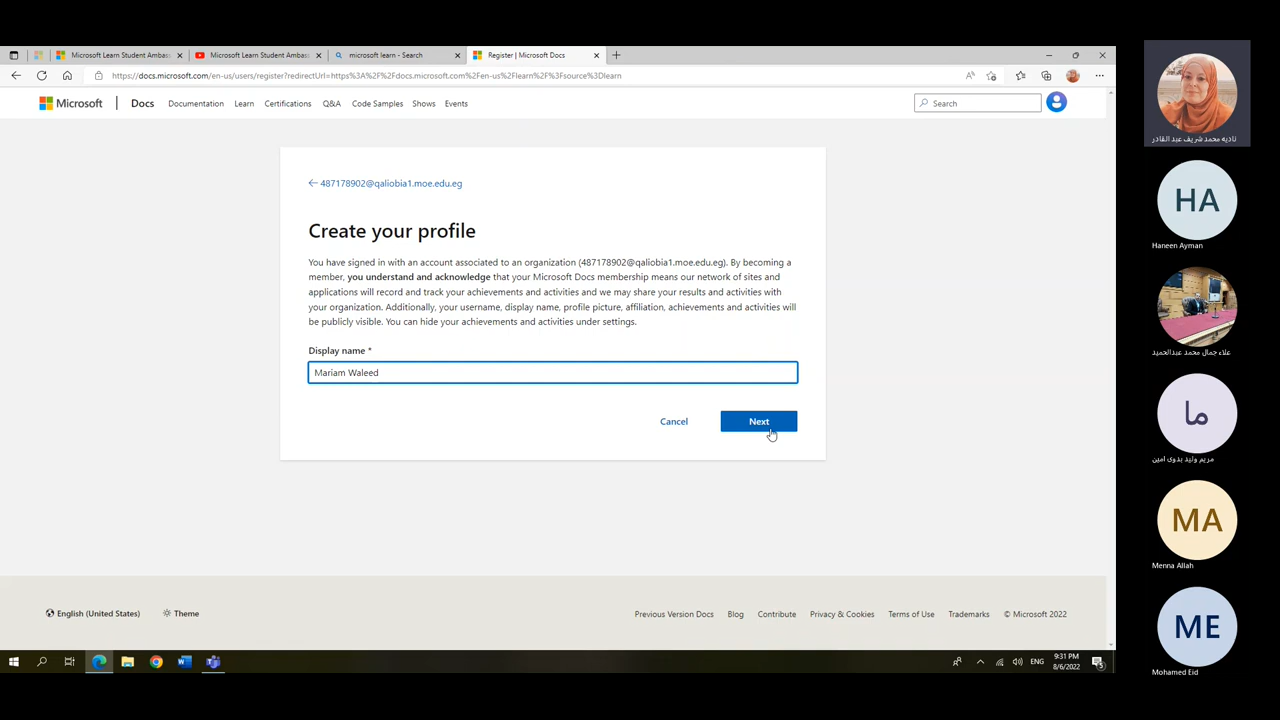 Microsoft Learn Student Ambas
Microsoft Learn Student Ambas
microsoft learn - Search
Register | Microsoft Docs
https://docs.microsoft.com/en-us/users/register?redirectUrl=https%3A%2F%2Fdocs.microsoft.com%2Fen-us%2Flearn%2F%3Fsource%3Dlearn
Microsoft
Docs
Documentation
Learn
Certifications
Q&A
Code Samples
Shows
Events
Search
487178902@qaliobia1.moe.edu.eg
Create your profile
You have signed in with an account associated to an organization (487178902@qaliobia1.moe.edu.eg). By becoming a
member, you understand and acknowledge that your Microsoft Docs membership means our network of sites and
applications will record and track your achievements and activities and we may share your results and activities with
your organization. Additionally, your username, display name, profile picture, affiliation, achievements and activities will
be publicly visible. You can hide your achievements and activities under settings.
Display name *
Mariam Waleed
Cancel
Next
English (United States)
Theme
Previous Version Docs
Blog
Contribute
Privacy & Cookies
Terms of Use
Trademarks
© Microsoft 2022
ENG
9:31 PM
8/6/2022
5
ناديه محمد شريف عبد القادر
HA
Haneen Ayman
علاء جمال محمد عبدالحميد
ما
مريم وليد بدوى امين
MA
Menna Allah
ME
Mohamed Eid